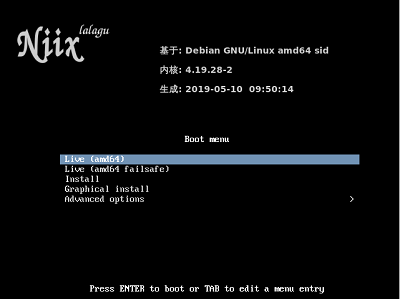 Niix lalagu
基于: Debian GNU/Linux amd64 sid
内核: 4.19.28-2
生成: 2019-05-10 09:50:14
Boot menu
Live (amd64)
Live (amd64 failsafe)
Install
Graphical install
Advanced options >
Press ENTER to boot or TAB to edit a menu entry